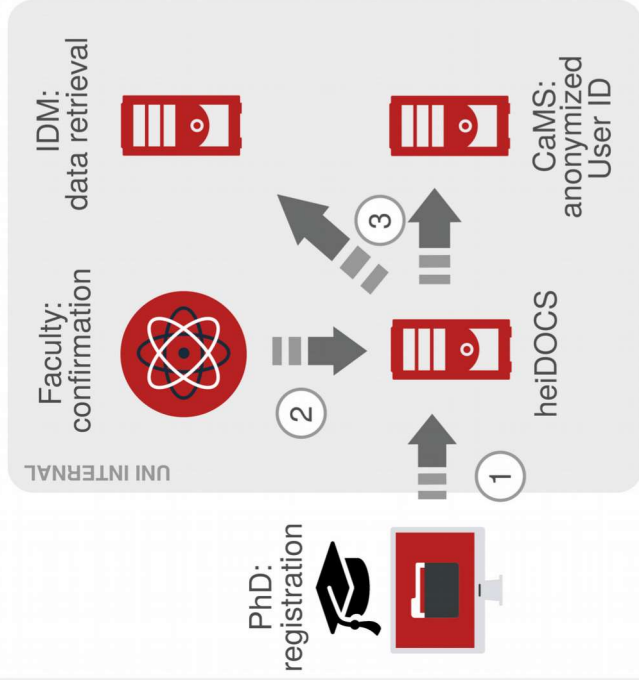 UNI INTERNAL
PhD:
registration
1
Faculty:
confirmation
2
heiDOCS
3
IDM:
data retrieval
CaMS:
anonymized
User ID